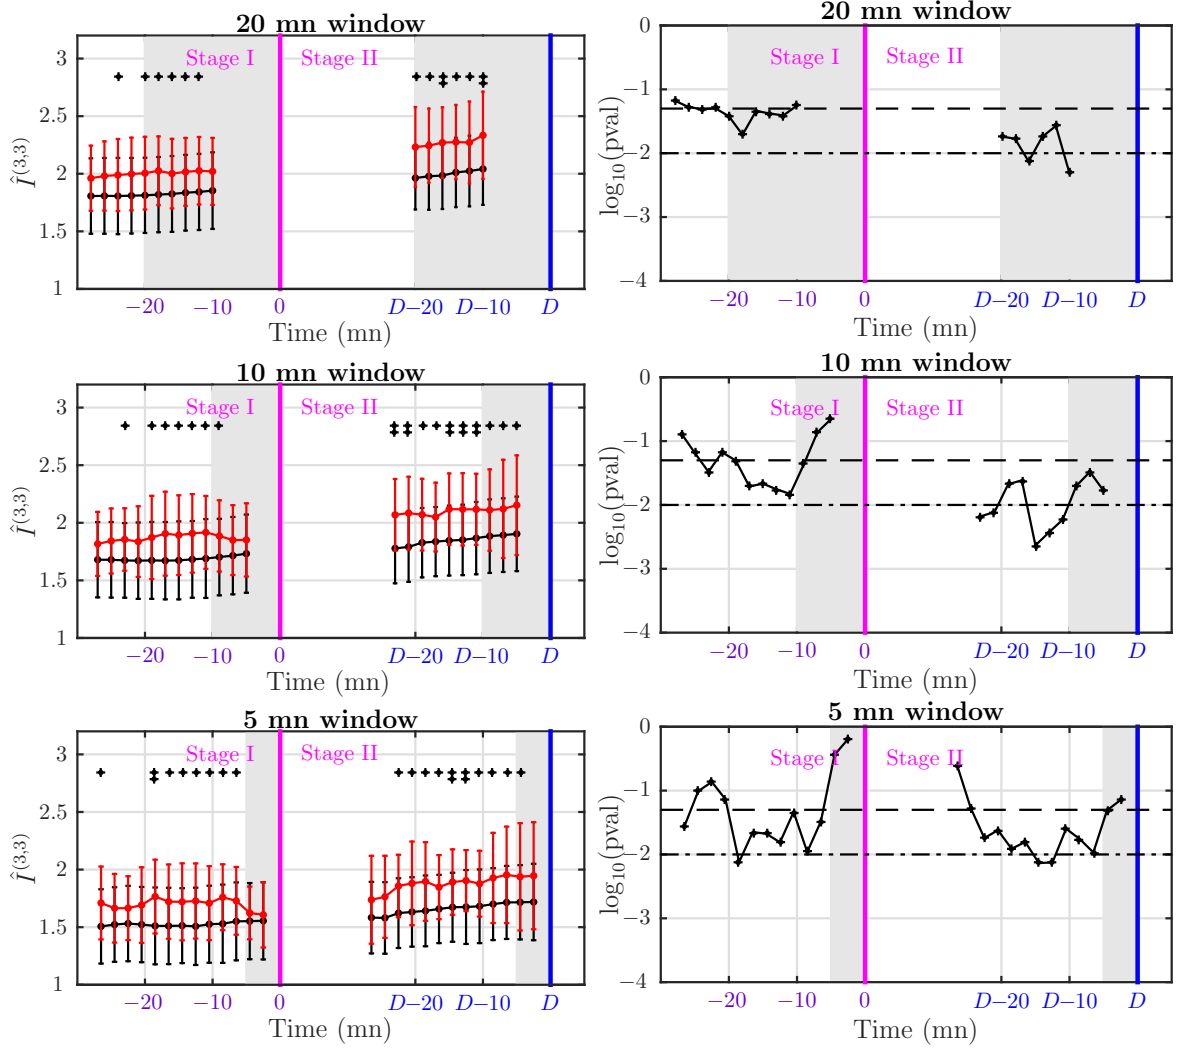 20 mn window
3
2.5
2
1.5
1
Î^(3,3)
Stage I
Stage II
−20
−10
0
D−20
D−10
D
Time (mn)
20 mn window
0
−1
−2
−3
−4
log₁₀(pval)
Stage I
Stage II
−20
−10
0
D−20
D−10
D
Time (mn)
10 mn window
3
2.5
2
1.5
1
Î^(3,3)
Stage I
Stage II
−20
−10
0
D−20
D−10
D
Time (mn)
10 mn window
0
−1
−2
−3
−4
log₁₀(pval)
Stage I
Stage II
−20
−10
0
D−20
D−10
D
Time (mn)
5 mn window
3
2.5
2
1.5
1
Î^(3,3)
Stage I
Stage II
−20
−10
0
D−20
D−10
D
Time (mn)
5 mn window
0
−1
−2
−3
−4
log₁₀(pval)
Stage I
Stage II
−20
−10
0
D−20
D−10
D
Time (mn)